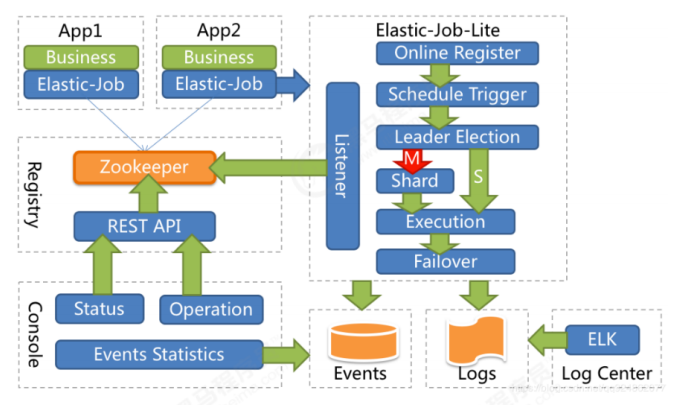 App1
Business
Elastic-Job
App2
Business
Elastic-Job
Elastic-Job-Lite
Online Register
Schedule Trigger
Leader Election
M
S
Shard
Execution
Failover
Listener
Registry
Zookeeper
REST API
Console
Status
Operation
Events Statistics
Events
Logs
ELK
Log Center